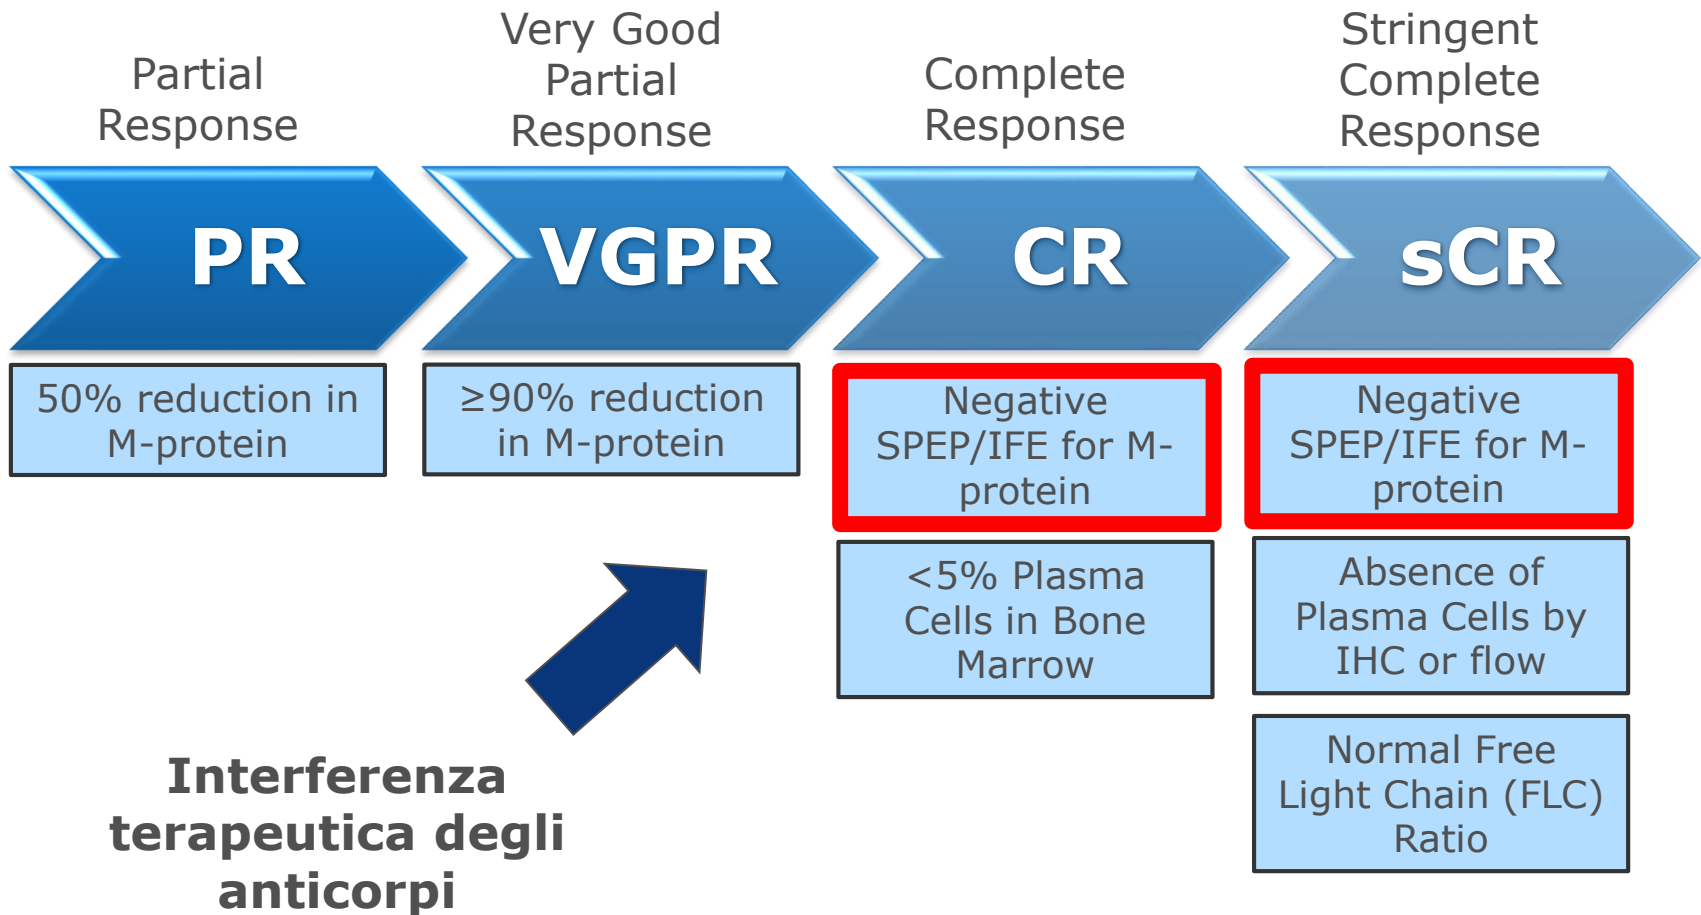 Partial
Response
Very Good
Partial
Response
Complete
Response
Stringent
Complete
Response
PR
VGPR
CR
sCR
50% reduction in
M-protein
≥90% reduction
in M-protein
Negative
SPEP/IFE for M-
protein
Negative
SPEP/IFE for M-
protein
<5% Plasma
Cells in Bone
Marrow
Absence of
Plasma Cells by
IHC or flow
Normal Free
Light Chain (FLC)
Ratio
Interferenza
terapeutica degli
anticorpi